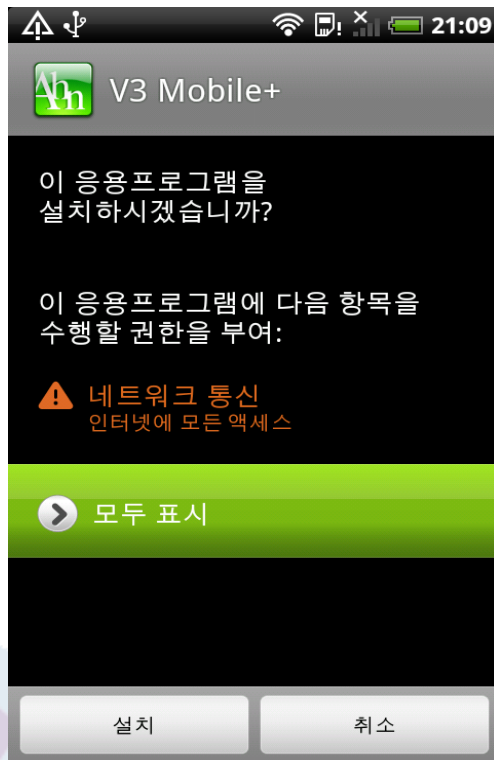 21:09
Ahn
V3 Mobile+
이 응용프로그램을
설치하시겠습니까?
이 응용프로그램에 다음 항목을
수행할 권한을 부여:
네트워크 통신
인터넷에 모든 액세스
모두 표시
설치
취소